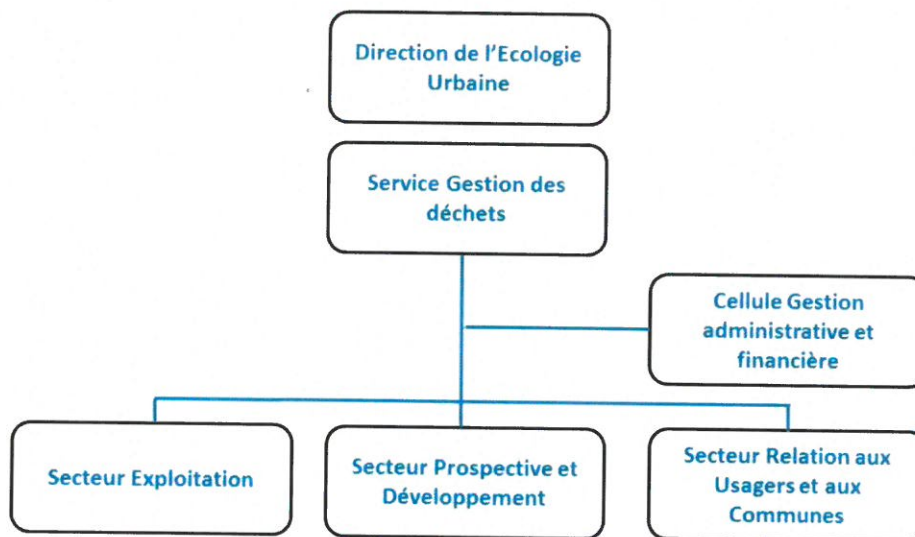 Direction de l'Ecologie
Urbaine
Service Gestion des
déchets
Cellule Gestion
administrative et
financière
Secteur Exploitation
Secteur Prospective et
Développement
Secteur Relation aux
Usagers et aux
Communes